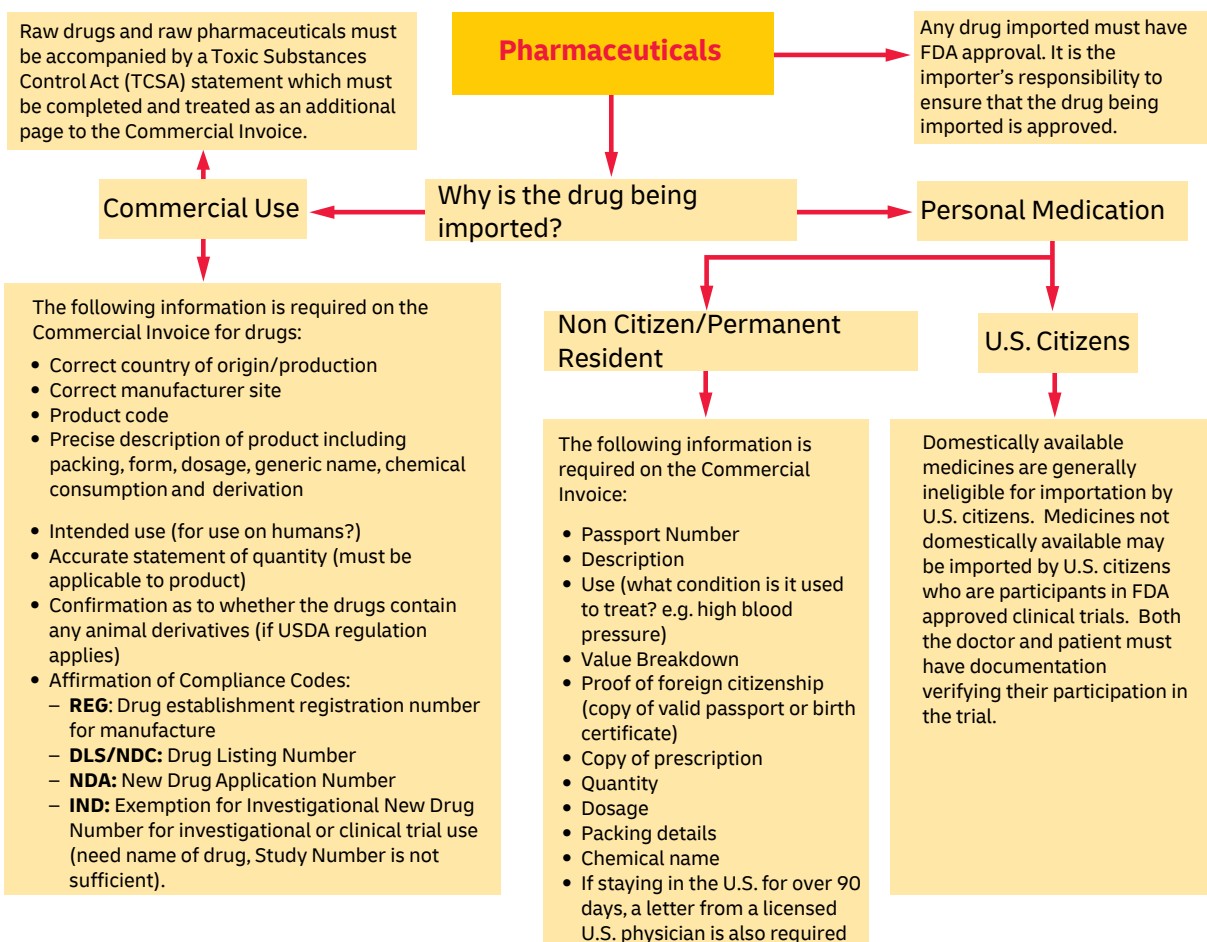 Raw drugs and raw pharmaceuticals must
be accompanied by a Toxic Substances
Control Act (TCSA) statement which must
be completed and treated as an additional
page to the Commercial Invoice.
Pharmaceuticals
Any drug imported must have
FDA approval. It is the
importer’s responsibility to
ensure that the drug being
imported is approved.
Commercial Use
Why is the drug being
imported?
Personal Medication
The following information is required on the
Commercial Invoice for drugs:
• Correct country of origin/production
• Correct manufacturer site
• Product code
• Precise description of product including
packing, form, dosage, generic name, chemical
consumption and derivation
• Intended use (for use on humans?)
• Accurate statement of quantity (must be
applicable to product)
• Confirmation as to whether the drugs contain
any animal derivatives (if USDA regulation
applies)
• Affirmation of Compliance Codes:
– REG: Drug establishment registration number
for manufacture
– DLS/NDC: Drug Listing Number
– NDA: New Drug Application Number
– IND: Exemption for Investigational New Drug
Number for investigational or clinical trial use
(need name of drug, Study Number is not
sufficient).
Non Citizen/Permanent
Resident
The following information is
required on the Commercial
Invoice:
• Passport Number
• Description
• Use (what condition is it used
to treat? e.g. high blood
pressure)
• Value Breakdown
• Proof of foreign citizenship
(copy of valid passport or birth
certificate)
• Copy of prescription
• Quantity
• Dosage
• Packing details
• Chemical name
• If staying in the U.S. for over 90
days, a letter from a licensed
U.S. physician is also required
U.S. Citizens
Domestically available
medicines are generally
ineligible for importation by
U.S. citizens. Medicines not
domestically available may
be imported by U.S. citizens
who are participants in FDA
approved clinical trials. Both
the doctor and patient must
have documentation
verifying their participation in
the trial.